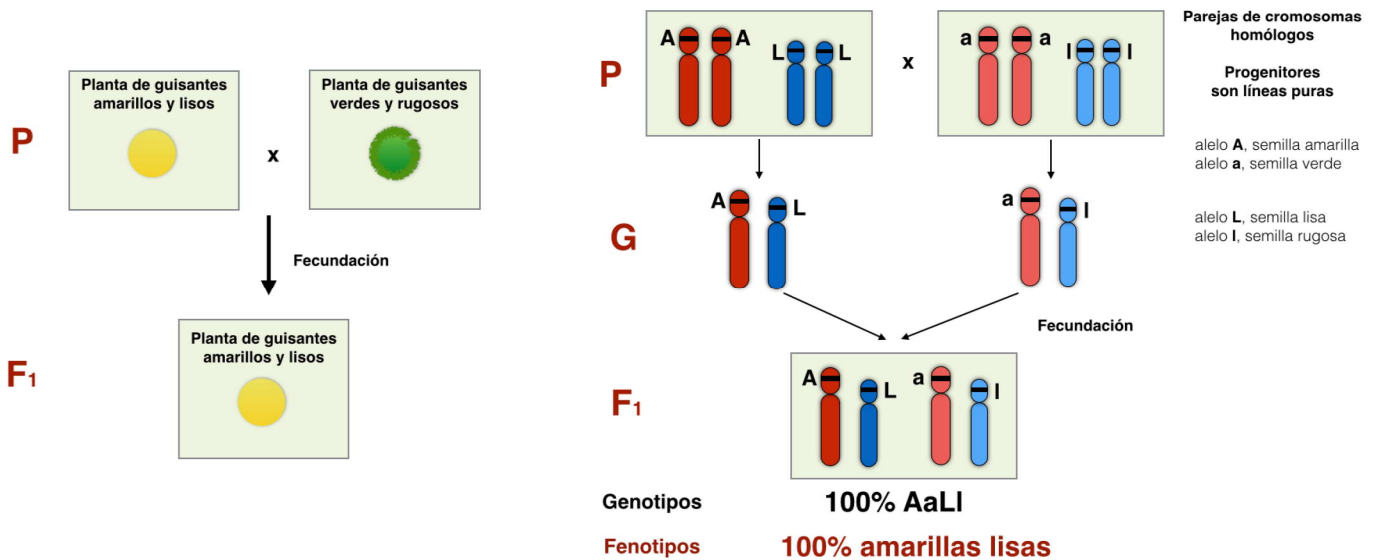 Planta de guisantes
amarillos y lisos
Planta de guisantes
verdes y rugosos
P
x
Fecundación
Planta de guisantes
amarillos y lisos
F1
P
A
A
L
L
x
a
a
l
l
Parejas de cromosomas
homólogos
Progenitores
son líneas puras
alelo A, semilla amarilla
alelo a, semilla verde
alelo L, semilla lisa
alelo l, semilla rugosa
G
A
L
a
l
Fecundación
F1
A
L
a
l
Genotipos
100% AaLl
Fenotipos
100% amarillas lisas